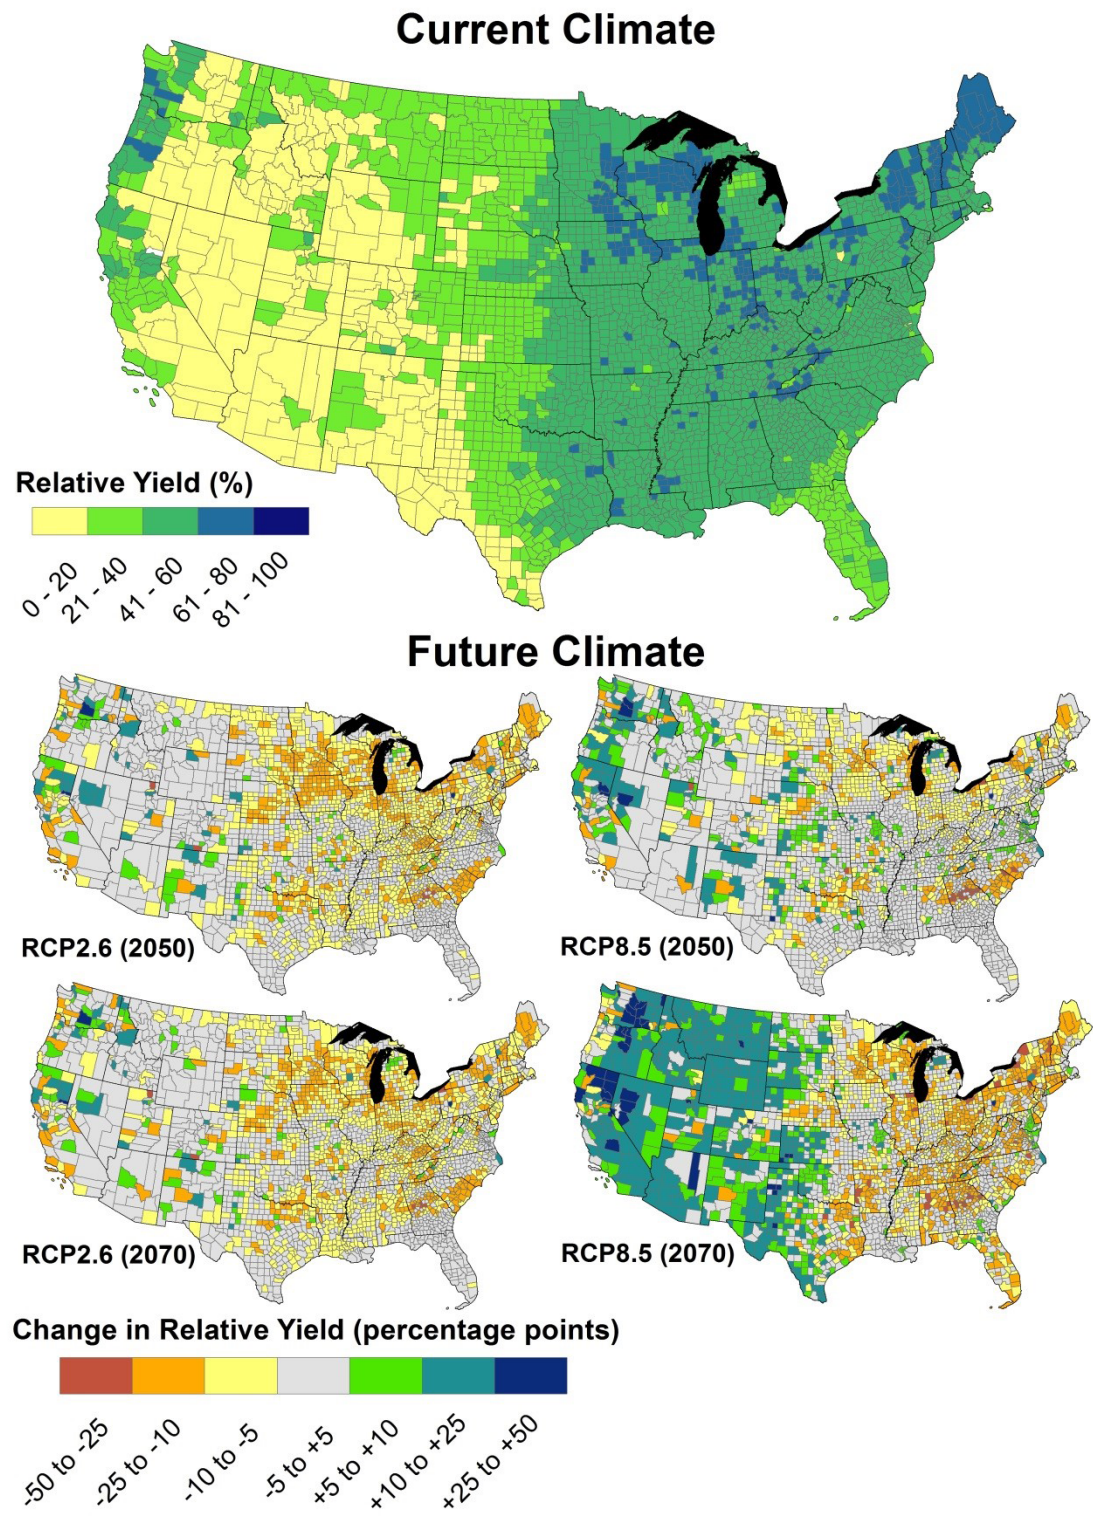 Current Climate
Relative Yield (%)
0 - 20
21 - 40
41 - 60
61 - 80
81 - 100
Future Climate
RCP2.6 (2050)
RCP8.5 (2050)
RCP2.6 (2070)
RCP8.5 (2070)
Change in Relative Yield (percentage points)
-50 to -25
-25 to -10
-10 to -5
-5 to +5
+5 to +10
+10 to +25
+25 to +50